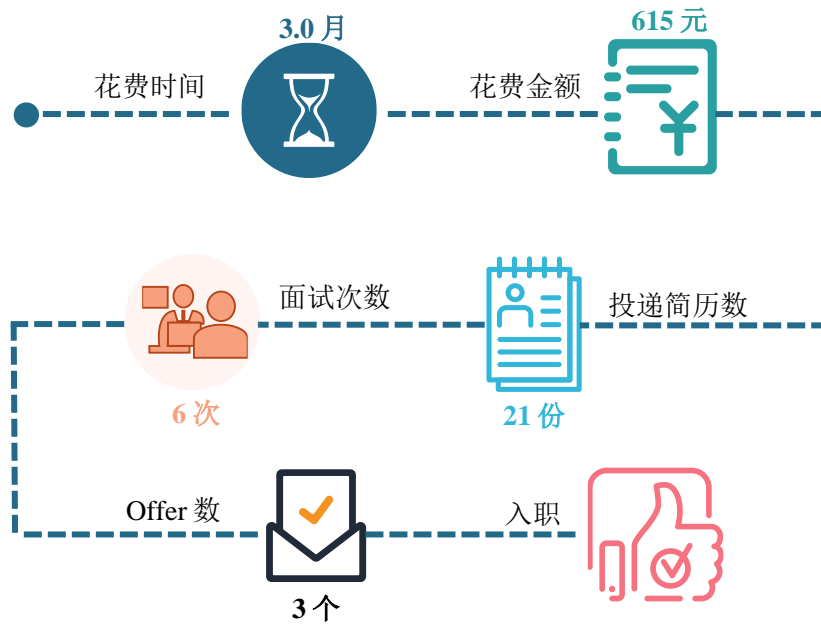 3.0 月
花费时间
615 元
花费金额
投递简历数
21 份
面试次数
6 次
Offer 数
3 个
入职